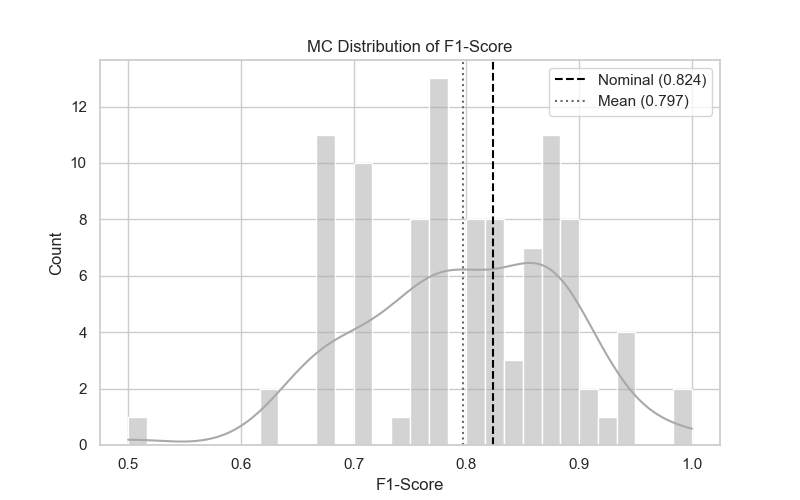 MC Distribution of F1-Score
Nominal (0.824)
Mean (0.797)
12
10
8
6
4
2
0
Count
0.5 0.6 0.7 0.8 0.9 1.0
F1-Score